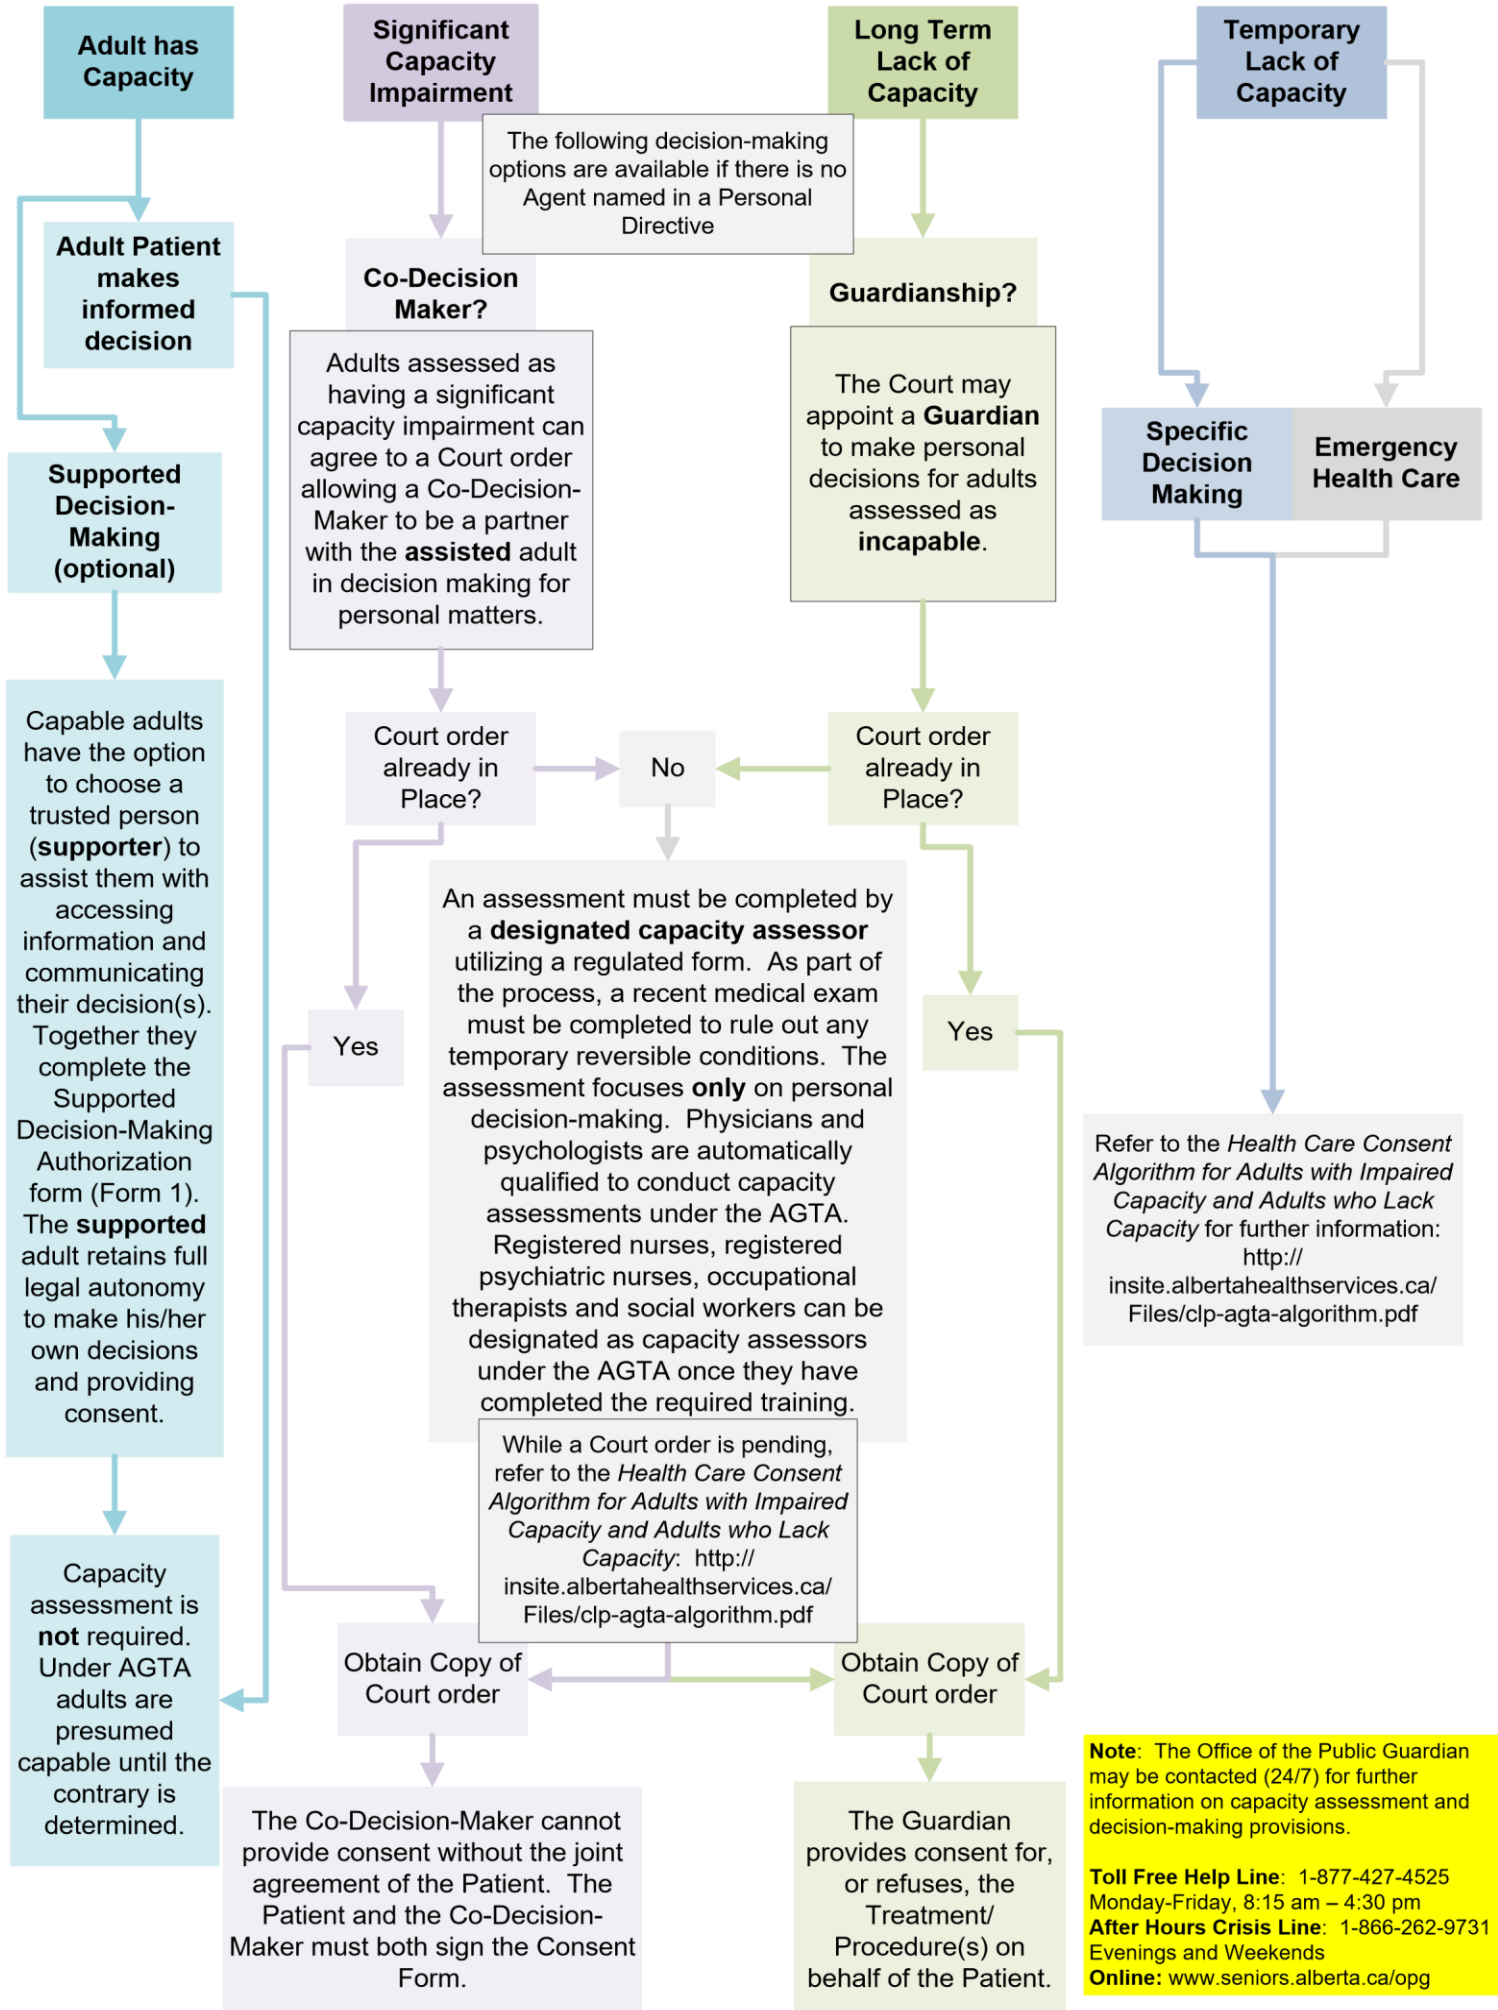 Adult has
Capacity
Significant
Capacity
Impairment
Long Term
Lack of
Capacity
Temporary
Lack of
Capacity
The following decision-making
options are available if there is no
Agent named in a Personal
Directive
Adult Patient
makes
informed
decision
Co-Decision
Maker?
Guardianship?
Adults assessed as
having a significant
capacity impairment can
agree to a Court order
allowing a Co-Decision-
Maker to be a partner
with the assisted adult
in decision making for
personal matters.
The Court may
appoint a Guardian
to make personal
decisions for adults
assessed as
incapable.
Specific
Decision
Making
Emergency
Health Care
Supported
Decision-
Making
(optional)
Capable adults
have the option
to choose a
trusted person
(supporter) to
assist them with
accessing
information and
communicating
their decision(s).
Together they
complete the
Supported
Decision-Making
Authorization
form (Form 1).
The supported
adult retains full
legal autonomy
to make his/her
own decisions
and providing
consent.
Court order
already in
Place?
No
Court order
already in
Place?
Yes
An assessment must be completed by
a designated capacity assessor
utilizing a regulated form.  As part of
the process, a recent medical exam
must be completed to rule out any
temporary reversible conditions.  The
assessment focuses only on personal
decision-making.  Physicians and
psychologists are automatically
qualified to conduct capacity
assessments under the AGTA.
Registered nurses, registered
psychiatric nurses, occupational
therapists and social workers can be
designated as capacity assessors
under the AGTA once they have
completed the required training.
Yes
Refer to the Health Care Consent
Algorithm for Adults with Impaired
Capacity and Adults who Lack
Capacity for further information:
http://
insite.albertahealthservices.ca/
Files/clp-agta-algorithm.pdf
While a Court order is pending,
refer to the Health Care Consent
Algorithm for Adults with Impaired
Capacity and Adults who Lack
Capacity:  http://
insite.albertahealthservices.ca/
Files/clp-agta-algorithm.pdf
Capacity
assessment is
not required.
Under AGTA
adults are
presumed
capable until the
contrary is
determined.
Obtain Copy of
Court order
Obtain Copy of
Court order
The Co-Decision-Maker cannot
provide consent without the joint
agreement of the Patient.  The
Patient and the Co-Decision-
Maker must both sign the Consent
Form.
The Guardian
provides consent for,
or refuses, the
Treatment/
Procedure(s) on
behalf of the Patient.
Note:  The Office of the Public Guardian
may be contacted (24/7) for further
information on capacity assessment and
decision-making provisions.
Toll Free Help Line:  1-877-427-4525
Monday-Friday, 8:15 am – 4:30 pm
After Hours Crisis Line:  1-866-262-9731
Evenings and Weekends
Online: www.seniors.alberta.ca/opg